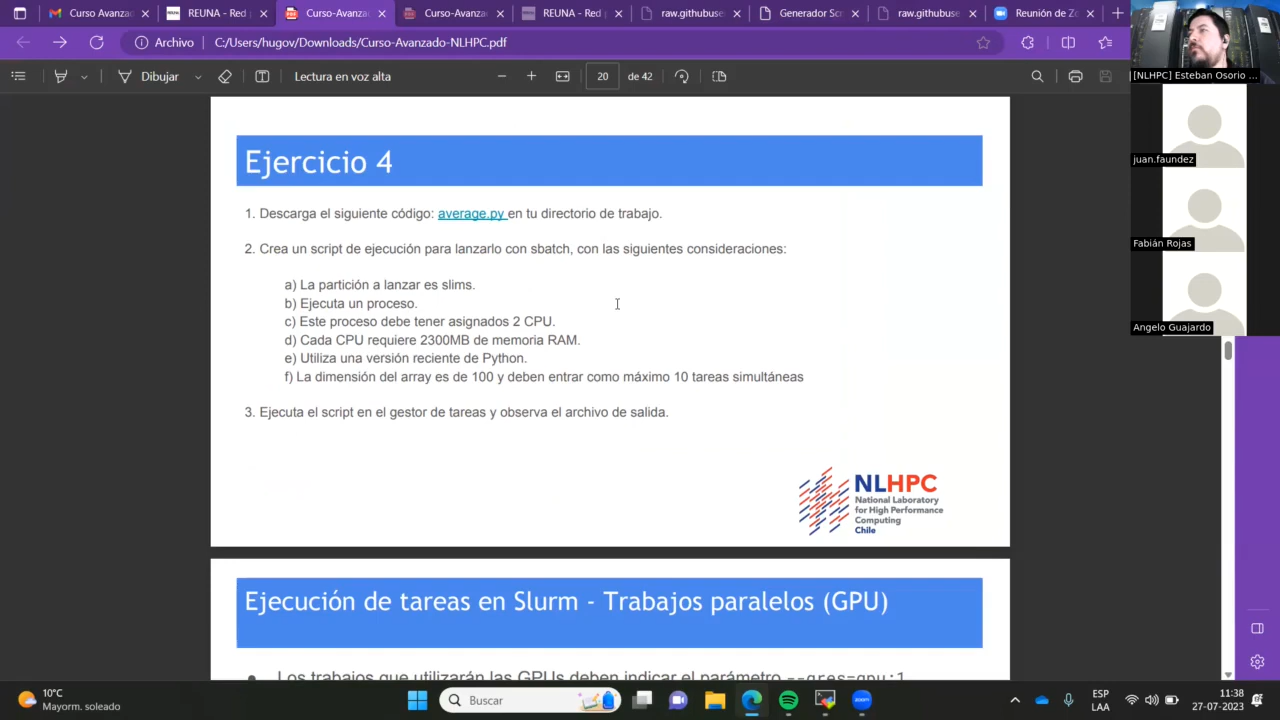 Curso Avanza
REUNA - Red
Curso-Avanza
Curso-Avanza
REUNA - Red
raw.githubuse
Generador Scr
raw.githubuse
Reunión de Zo
Archivo
C:/Users/hugov/Downloads/Curso-Avanzado-NLHPC.pdf
Dibujar
Lectura en voz alta
20 de 42
[NLHPC] Esteban Osorio ...
juan.faundez
Fabián Rojas
Angelo Guajardo
Ejercicio 4
1. Descarga el siguiente código: average.py en tu directorio de trabajo.
2. Crea un script de ejecución para lanzarlo con sbatch, con las siguientes consideraciones:
a) La partición a lanzar es slims.
b) Ejecuta un proceso.
c) Este proceso debe tener asignados 2 CPU.
d) Cada CPU requiere 2300MB de memoria RAM.
e) Utiliza una versión reciente de Python.
f) La dimensión del array es de 100 y deben entrar como máximo 10 tareas simultáneas
3. Ejecuta el script en el gestor de tareas y observa el archivo de salida.
NLHPC
National Laboratory
for High Performance
Computing
Chile
Ejecución de tareas en Slurm - Trabajos paralelos (GPU)
● Los trabajos que utilizarán las GPUs deben indicar el parámetro --gres=gpu:1
10°C
Mayorm. soleado
Buscar
zoom
ESP
LAA
11:38
27-07-2023